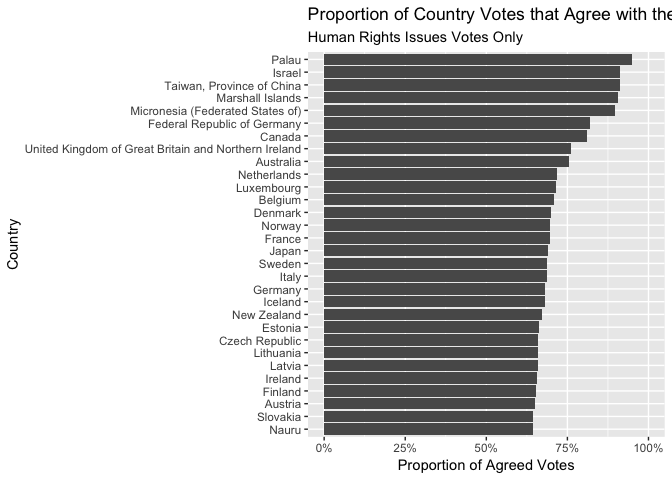 Proportion of Country Votes that Agree with the
Human Rights Issues Votes Only
Palau
Israel
Taiwan, Province of China
Marshall Islands
Micronesia (Federated States of)
Federal Republic of Germany
Canada
United Kingdom of Great Britain and Northern Ireland
Australia
Netherlands
Luxembourg
Belgium
Denmark
Norway
France
Japan
Sweden
Italy
Germany
Iceland
New Zealand
Estonia
Czech Republic
Lithuania
Latvia
Ireland
Finland
Austria
Slovakia
Nauru
Country
0% 25% 50% 75% 100%
Proportion of Agreed Votes